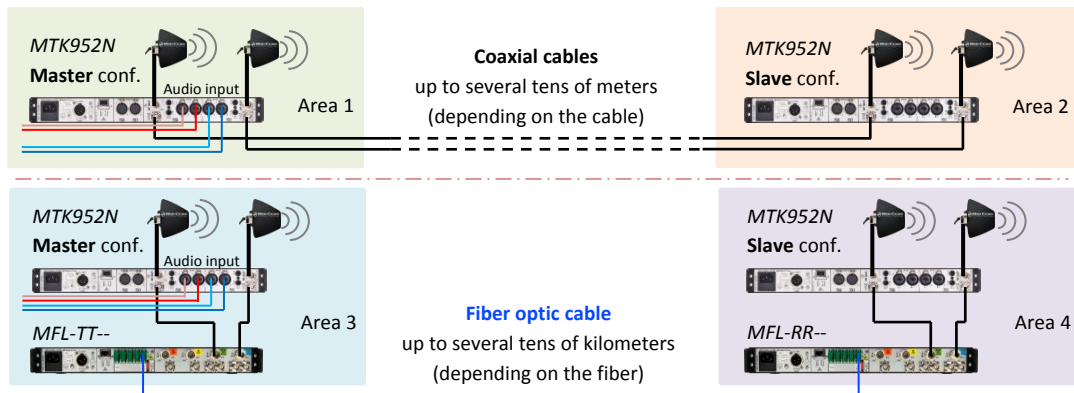 MTK952N
Master conf.
Audio input
Area 1
Coaxial cables
up to several tens of meters
(depending on the cable)
MTK952N
Slave conf.
Area 2
MTK952N
Master conf.
Audio input
Area 3
MFL-TT--
Fiber optic cable
up to several tens of kilometers
(depending on the fiber)
MTK952N
Slave conf.
Area 4
MFL-RR--